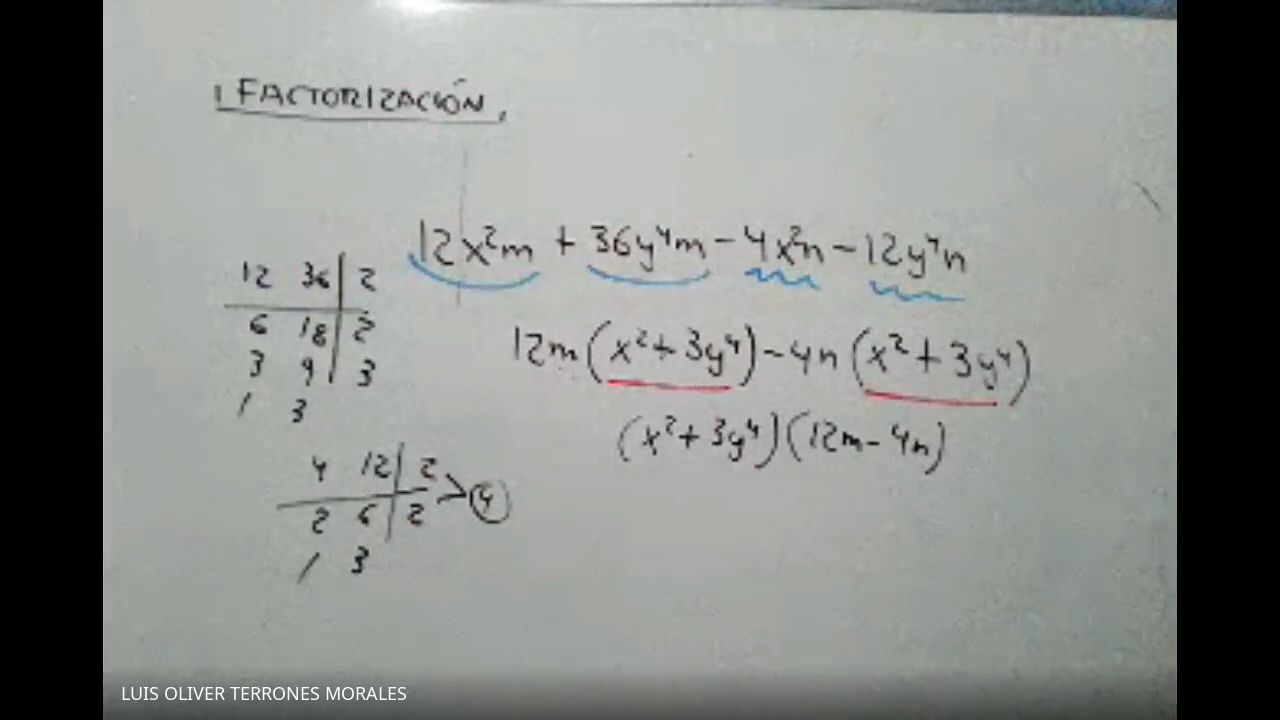 1 FACTORIZACIÓN.
12x²m + 36y⁴m - 4x²n - 12y⁴n
12m(x² + 3y⁴) - 4n(x² + 3y⁴)
(x² + 3y⁴)(12m - 4n)
12 36 | 2
6 18 | 2
3 9 | 3
1 3
4 12 | 2
2 6 | 2 > 4
1 3
LUIS OLIVER TERRONES MORALES